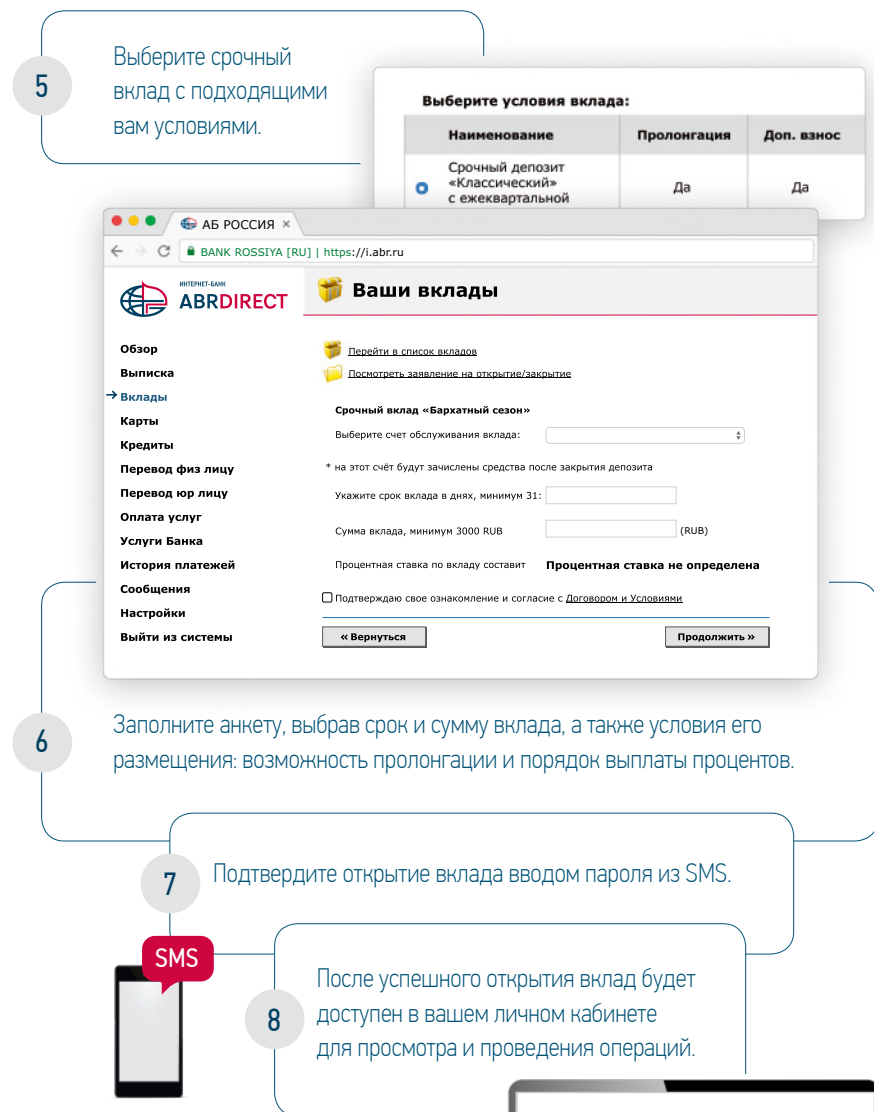 5
Выберите срочный
вклад с подходящими
вам условиями.
Выберите условия вклада:
Наименование Пролонгация Доп. взнос
Срочный депозит
«Классический»
с ежеквартальной
Да Да
АБ РОССИЯ ×
BANK ROSSIYA [RU] | https://i.abr.ru
ИНТЕРНЕТ-БАНК
ABRDIRECT
Ваши вклады
Обзор
Выписка
Вклады
Карты
Кредиты
Перевод физ лицу
Перевод юр лицу
Оплата услуг
Услуги Банка
История платежей
Сообщения
Настройки
Выйти из системы
Перейти в список вкладов
Посмотреть заявление на открытие/закрытие
Срочный вклад «Бархатный сезон»
Выберите счет обслуживания вклада:
* на этот счёт будут зачислены средства после закрытия депозита
Укажите срок вклада в днях, минимум 31:
Сумма вклада, минимум 3000 RUB (RUB)
Процентная ставка по вкладу составит Процентная ставка не определена
Подтверждаю свое ознакомление и согласие с Договором и Условиями
« Вернуться Продолжить »
6
Заполните анкету, выбрав срок и сумму вклада, а также условия его
размещения: возможность пролонгации и порядок выплаты процентов.
7
Подтвердите открытие вклада вводом пароля из SMS.
SMS
8
После успешного открытия вклад будет
доступен в вашем личном кабинете
для просмотра и проведения операций.